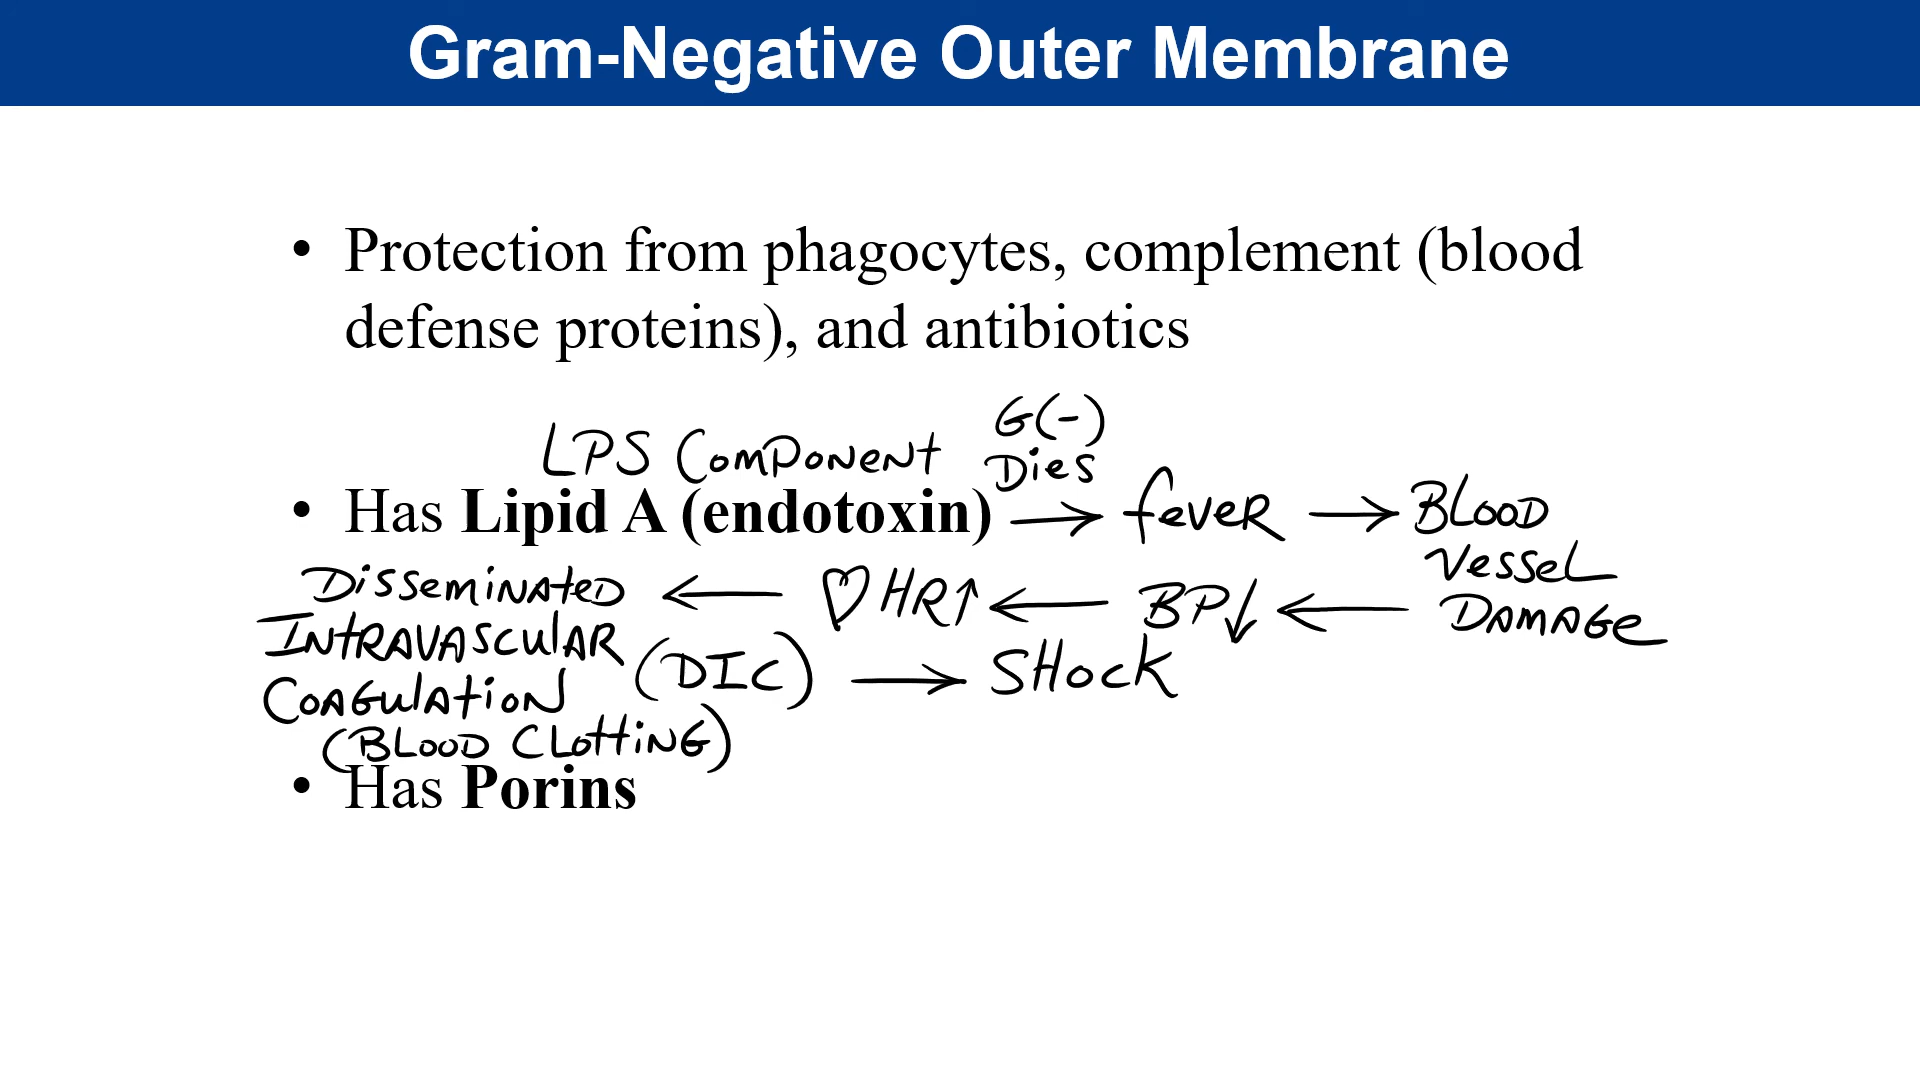 Gram-Negative Outer Membrane
• Protection from phagocytes, complement (blood
defense proteins), and antibiotics
LPS Component
G(-)
Dies
• Has Lipid A (endotoxin) → fever → Blood
Vessel
Damage
← BP↓ ← ♡ HR↑ ←
Disseminated
Intravascular
Coagulation
(DIC) → Shock
(Blood Clotting)
• Has Porins